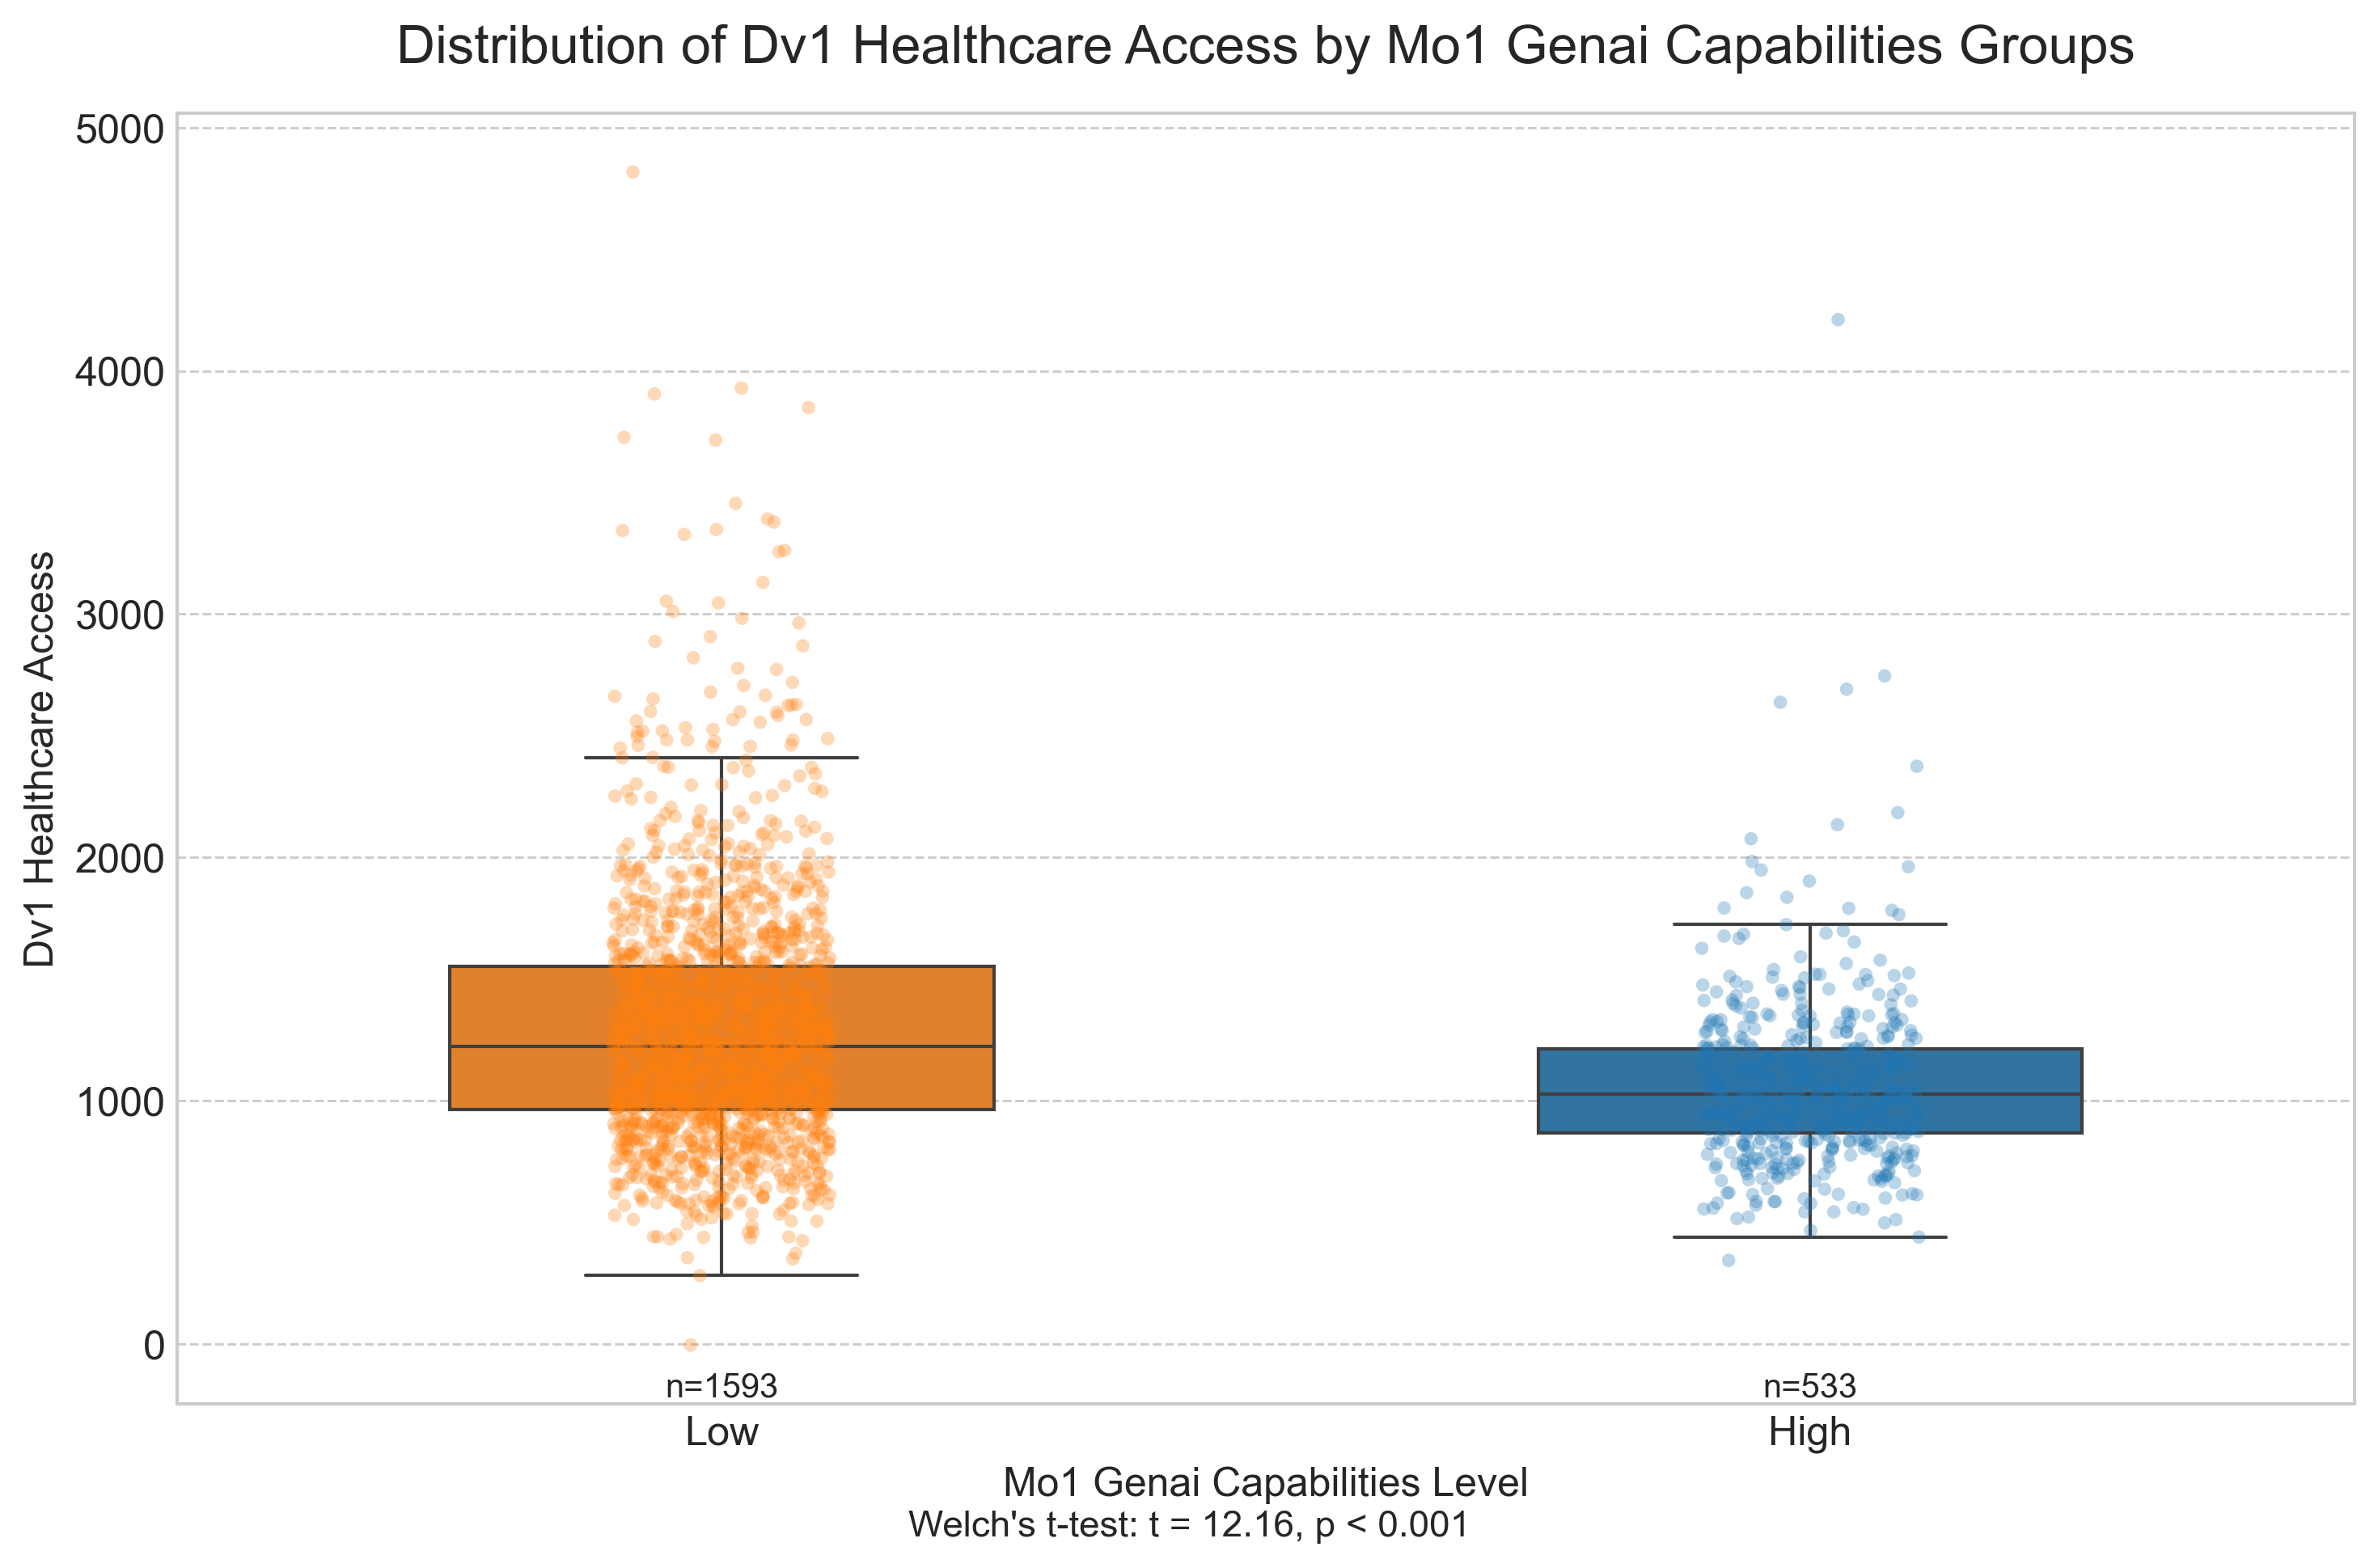 Distribution of Dv1 Healthcare Access by Mo1 Genai Capabilities Groups
Dv1 Healthcare Access
5000
4000
3000
2000
1000
0
n=1593
n=533
Low
High
Mo1 Genai Capabilities Level
Welch's t-test: t = 12.16, p < 0.001